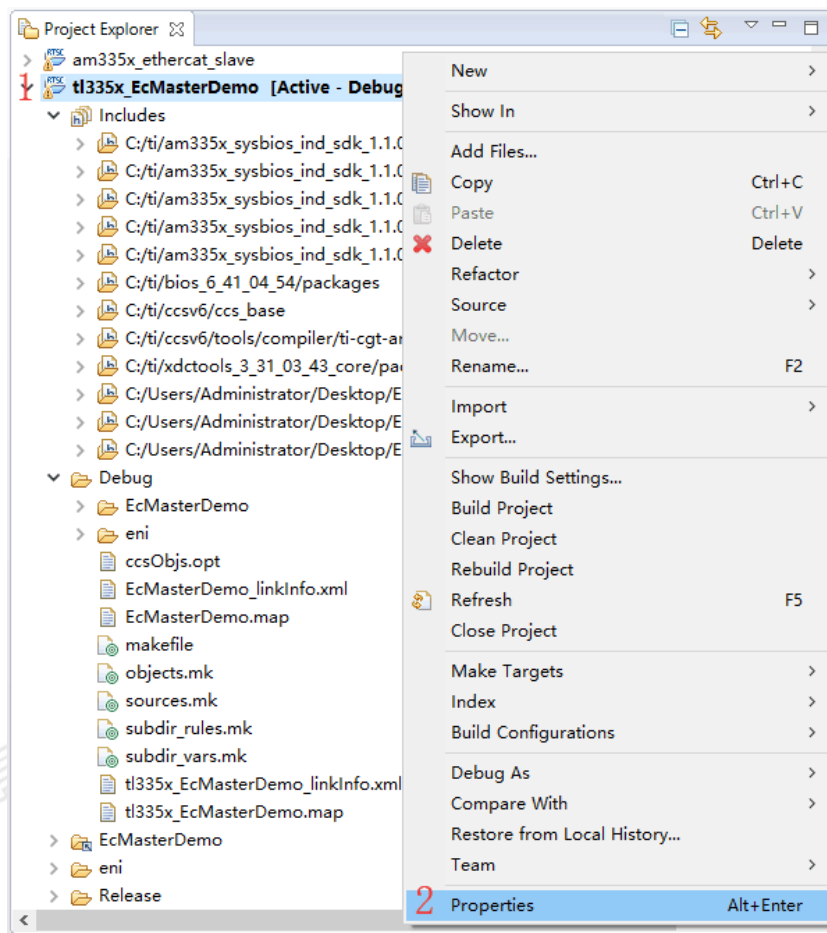 Project Explorer
am335x_ethercat_slave
1 tl335x_EcMasterDemo [Active - Debug
Includes
C:/ti/am335x_sysbios_ind_sdk_1.1.0
C:/ti/am335x_sysbios_ind_sdk_1.1.0
C:/ti/am335x_sysbios_ind_sdk_1.1.0
C:/ti/am335x_sysbios_ind_sdk_1.1.0
C:/ti/am335x_sysbios_ind_sdk_1.1.0
C:/ti/bios_6_41_04_54/packages
C:/ti/ccsv6/ccs_base
C:/ti/ccsv6/tools/compiler/ti-cgt-ar
C:/ti/xdctools_3_31_03_43_core/pa
C:/Users/Administrator/Desktop/E
C:/Users/Administrator/Desktop/E
C:/Users/Administrator/Desktop/E
Debug
EcMasterDemo
eni
ccsObjs.opt
EcMasterDemo_linkInfo.xml
EcMasterDemo.map
makefile
objects.mk
sources.mk
subdir_rules.mk
subdir_vars.mk
tl335x_EcMasterDemo_linkInfo.xml
tl335x_EcMasterDemo.map
EcMasterDemo
eni
Release
New
Show In
Add Files...
Copy Ctrl+C
Paste Ctrl+V
Delete Delete
Refactor
Source
Move...
Rename... F2
Import
Export...
Show Build Settings...
Build Project
Clean Project
Rebuild Project
Refresh F5
Close Project
Make Targets
Index
Build Configurations
Debug As
Compare With
Restore from Local History...
Team
2 Properties Alt+Enter